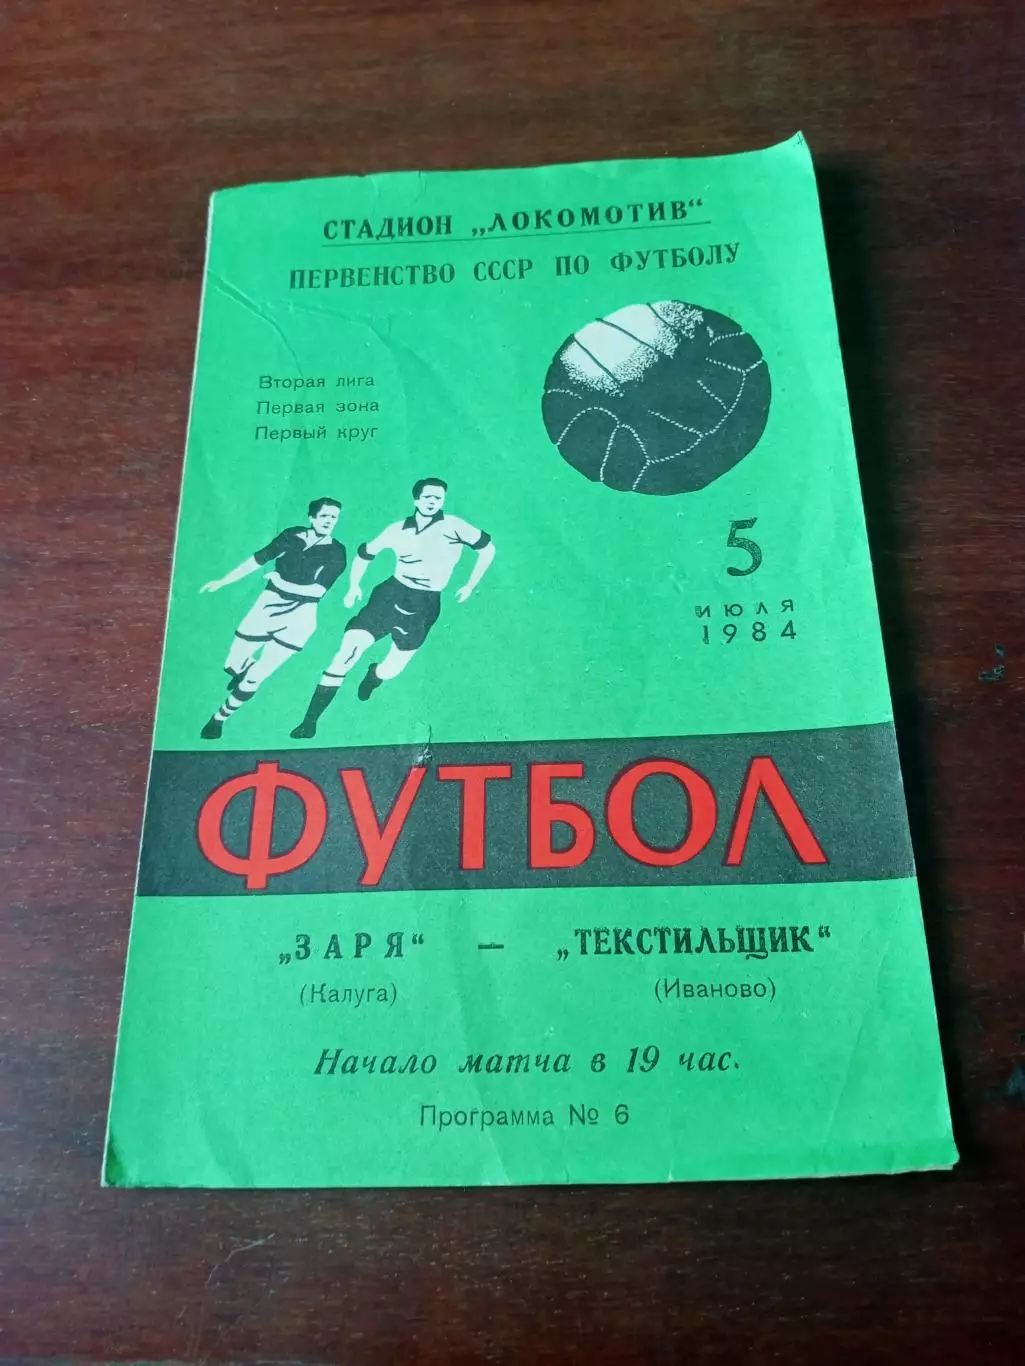 СТАДИОН „ЛОКОМОТИВ“
ПЕРВЕНСТВО СССР ПО ФУТБОЛУ
Вторая лига
Первая зона
Первый круг
5
ИЮЛЯ
1984
ФУТБОЛ
„ЗАРЯ“ — „ТЕКСТИЛЬЩИК“
(Калуга) (Иваново)
Начало матча в 19 час.
Программа № 6